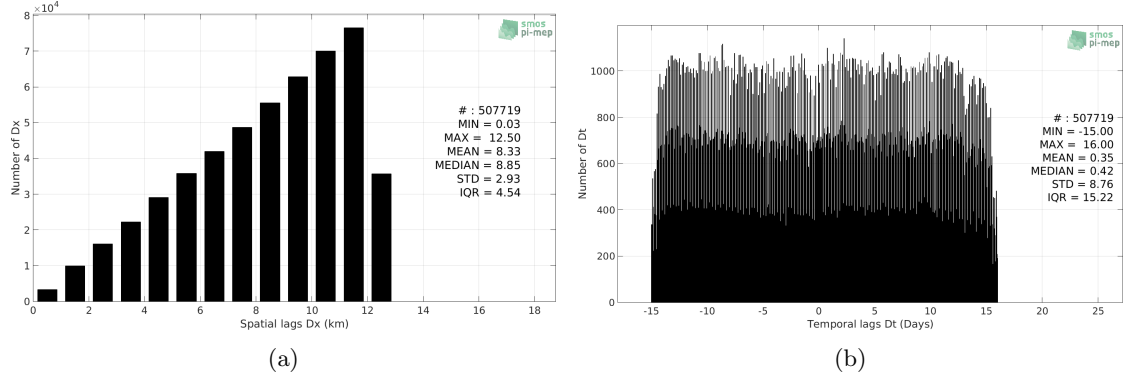 ×10⁴
8
7
6
5
4
3
2
1
0
Number of Dx
0 2 4 6 8 10 12 14 16 18
Spatial lags Dx (km)
smos
pi-mep
# : 507719
MIN = 0.03
MAX = 12.50
MEAN = 8.33
MEDIAN = 8.85
STD = 2.93
IQR = 4.54
(a)
1000
800
600
400
200
0
Number of Dt
-15 -10 -5 0 5 10 15 20 25
Temporal lags Dt (Days)
smos
pi-mep
# : 507719
MIN = -15.00
MAX = 16.00
MEAN = 0.35
MEDIAN = 0.42
STD = 8.76
IQR = 15.22
(b)